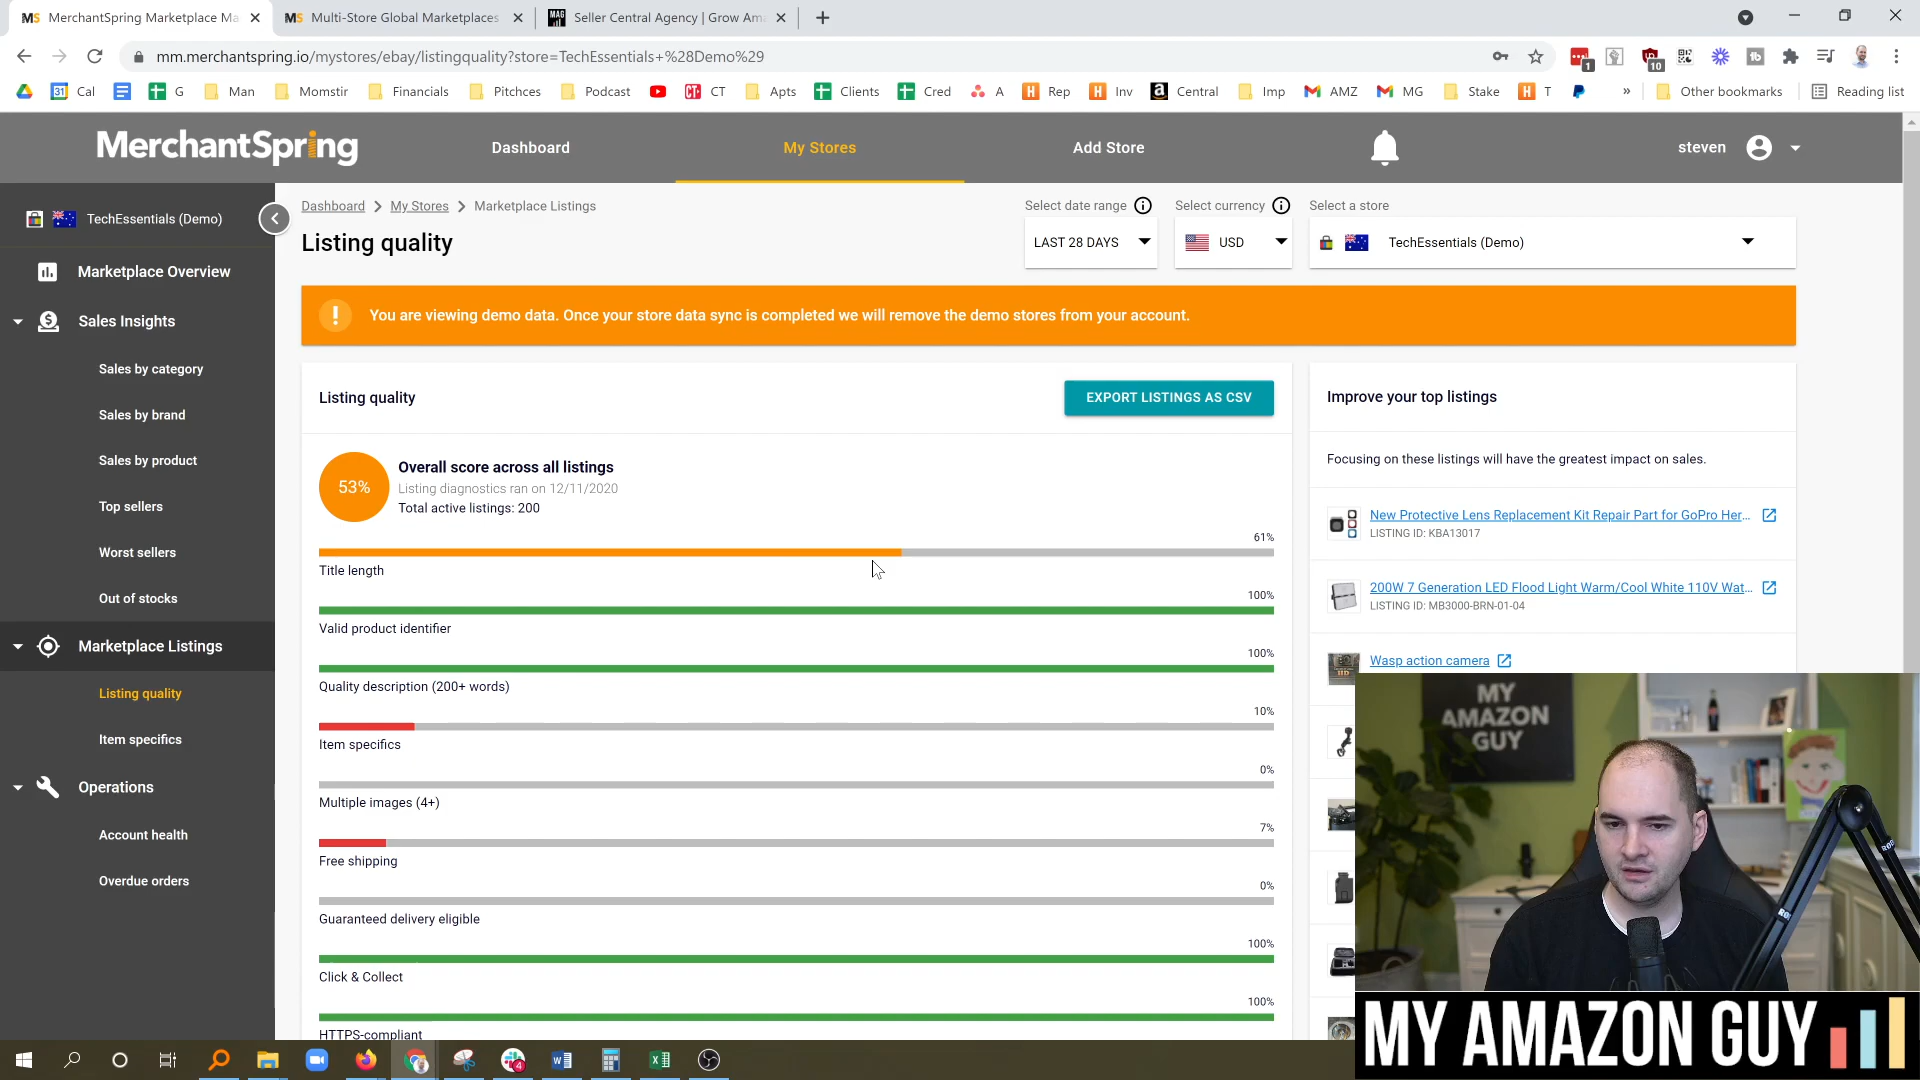 MerchantSpring Marketplace Ma
Multi-Store Global Marketplaces
Seller Central Agency | Grow Am
mm.merchantspring.io/mystores/ebay/listingquality?store=TechEssentials+%28Demo%29
1
10
31 Cal
G
Man
Momstir
Financials
Pitchces
Podcast
CT
Apts
Clients
Cred
A
Rep
Inv
Central
Imp
AMZ
MG
Stake
T
»
Other bookmarks
Reading list
MerchantSpring
Dashboard
My Stores
Add Store
steven
TechEssentials (Demo)
Marketplace Overview
Sales Insights
Sales by category
Sales by brand
Sales by product
Top sellers
Worst sellers
Out of stocks
Marketplace Listings
Listing quality
Item specifics
Operations
Account health
Overdue orders
Dashboard > My Stores > Marketplace Listings
Listing quality
Select date range
LAST 28 DAYS
Select currency
USD
Select a store
TechEssentials (Demo)
You are viewing demo data. Once your store data sync is completed we will remove the demo stores from your account.
Listing quality
EXPORT LISTINGS AS CSV
53%
Overall score across all listings
Listing diagnostics ran on 12/11/2020
Total active listings: 200
61%
Title length
100%
Valid product identifier
100%
Quality description (200+ words)
10%
Item specifics
0%
Multiple images (4+)
7%
Free shipping
0%
Guaranteed delivery eligible
100%
Click & Collect
100%
HTTPS-compliant
Improve your top listings
Focusing on these listings will have the greatest impact on sales.
New Protective Lens Replacement Kit Repair Part for GoPro Her...
LISTING ID: KBA13017
200W 7 Generation LED Flood Light Warm/Cool White 110V Wat...
LISTING ID: MB3000-BRN-01-04
Wasp action camera
MY
AMAZON
GUY
MY AMAZON GUY
4